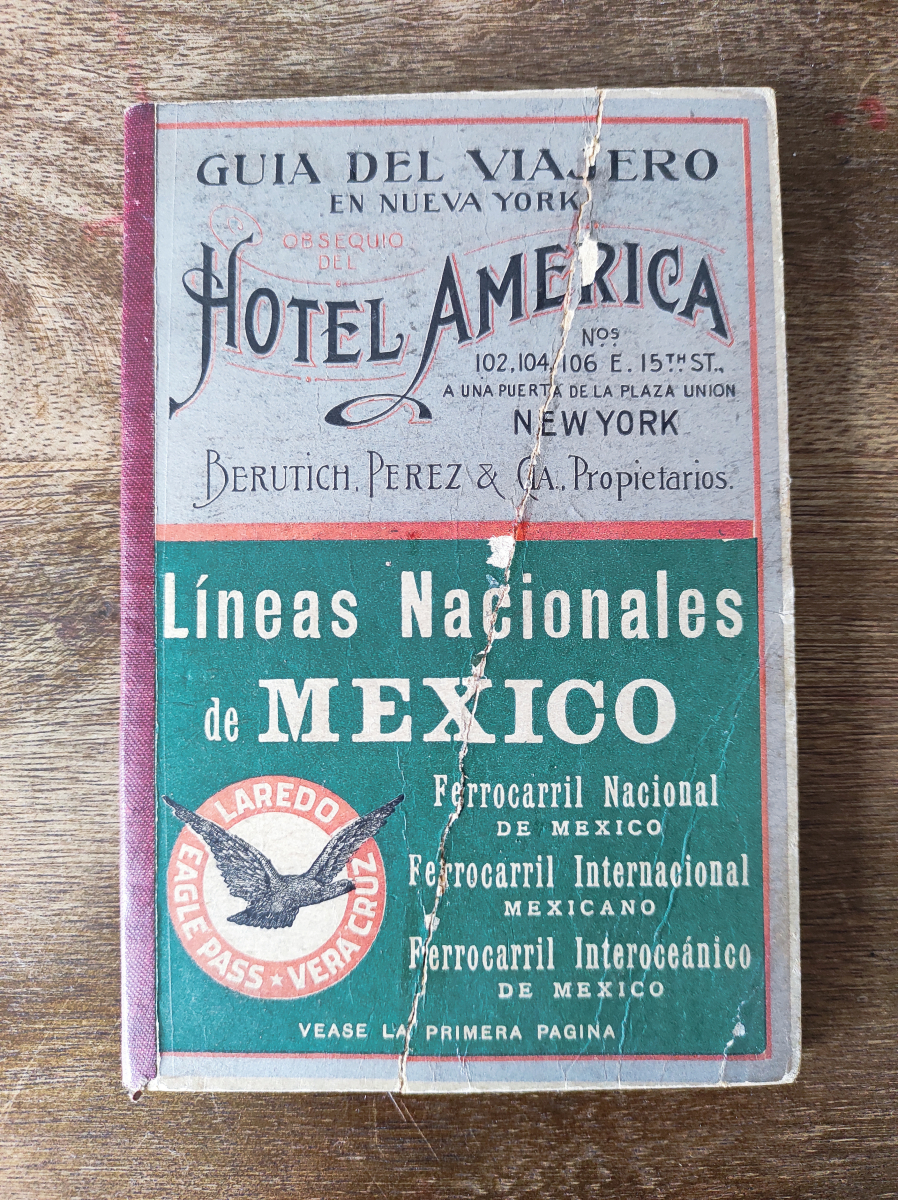 GUIA DEL VIAJERO
EN NUEVA YORK
OBSEQUIO
DEL
HOTEL AMERICA
Nos
102, 104, 106 E. 15TH ST.,
A UNA PUERTA DE LA PLAZA UNION
NEW YORK
BERUTICH, PEREZ & CIA., Propietarios.
Líneas Nacionales
de MEXICO
LAREDO
EAGLE PASS ★ VERA CRUZ
Ferrocarril Nacional
DE MEXICO
Ferrocarril Internacional
MEXICANO
Ferrocarril Interoceánico
DE MEXICO
VEASE LA PRIMERA PAGINA